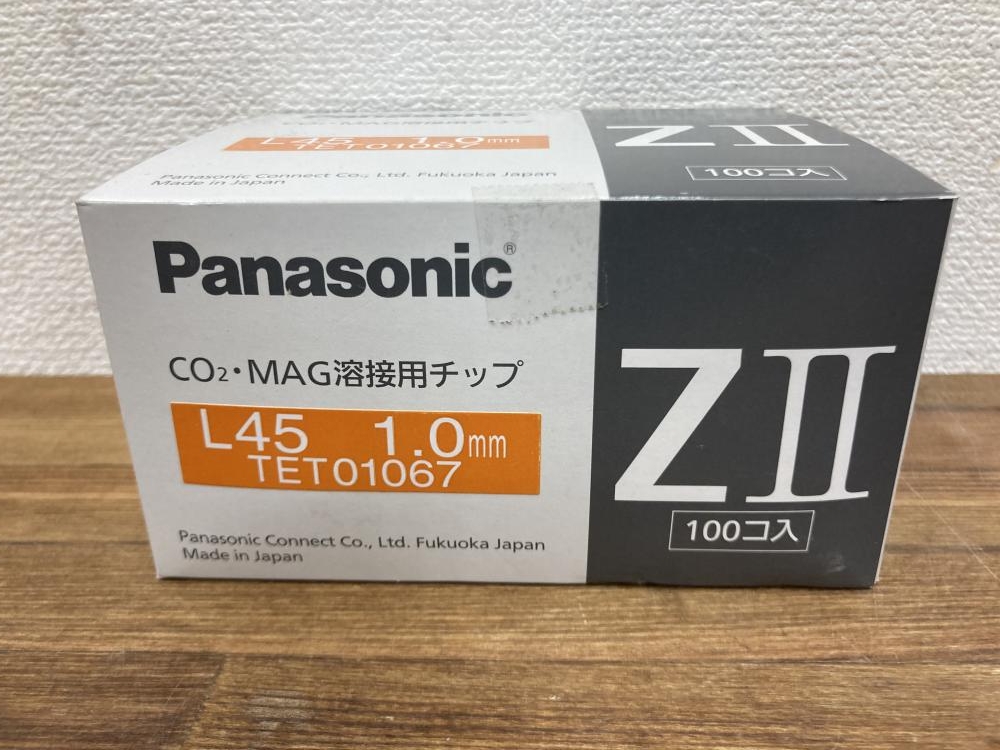 Panasonic
L45 1.0mm
TET01067
Panasonic Connect Co., Ltd. Fukuoka Japan
Made in Japan
ZII
100コ入
Panasonic®
CO₂・MAG溶接用チップ
L45 1.0mm
TET01067
Panasonic Connect Co., Ltd. Fukuoka Japan
Made in Japan
ZII
100コ入